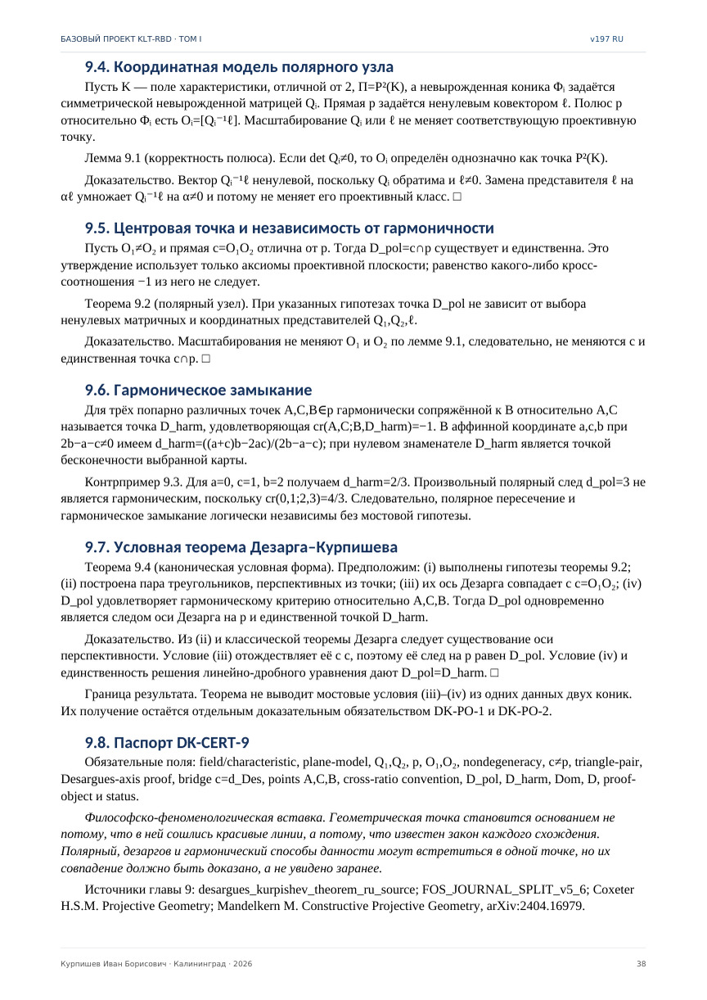 БАЗОВЫЙ ПРОЕКТ KLT-RBD · ТОМ I
v197 RU
9.4. Координатная модель полярного узла
Пусть K — поле характеристики, отличной от 2, Π=P²(K), а невырожденная коника Φᵢ задаётся
симметрической невырожденной матрицей Qᵢ. Прямая p задаётся ненулевым ковектором ℓ. Полюс p
относительно Φᵢ есть Oᵢ=[Qᵢ⁻¹ℓ]. Масштабирование Qᵢ или ℓ не меняет соответствующую проективную
точку.
Лемма 9.1 (корректность полюса). Если det Qᵢ≠0, то Oᵢ определён однозначно как точка P²(K).
Доказательство. Вектор Qᵢ⁻¹ℓ ненулевой, поскольку Qᵢ обратима и ℓ≠0. Замена представителя ℓ на
αℓ умножает Qᵢ⁻¹ℓ на α≠0 и потому не меняет его проективный класс. □
9.5. Центровая точка и независимость от гармоничности
Пусть O₁≠O₂ и прямая c=O₁O₂ отлична от p. Тогда D_pol=c∩p существует и единственна. Это
утверждение использует только аксиомы проективной плоскости; равенство какого-либо кросс-
соотношения −1 из него не следует.
Теорема 9.2 (полярный узел). При указанных гипотезах точка D_pol не зависит от выбора
ненулевых матричных и координатных представителей Q₁,Q₂,ℓ.
Доказательство. Масштабирования не меняют O₁ и O₂ по лемме 9.1, следовательно, не меняются c и
единственная точка c∩p. □
9.6. Гармоническое замыкание
Для трёх попарно различных точек A,C,B∈p гармонически сопряжённой к B относительно A,C
называется точка D_harm, удовлетворяющая cr(A,C;B,D_harm)=−1. В аффинной координате a,c,b при
2b−a−c≠0 имеем d_harm=((a+c)b−2ac)/(2b−a−c); при нулевом знаменателе D_harm является точкой
бесконечности выбранной карты.
Контрпример 9.3. Для a=0, c=1, b=2 получаем d_harm=2/3. Произвольный полярный след d_pol=3 не
является гармоническим, поскольку cr(0,1;2,3)=4/3. Следовательно, полярное пересечение и
гармоническое замыкание логически независимы без мостовой гипотезы.
9.7. Условная теорема Дезарга–Курпишева
Теорема 9.4 (каноническая условная форма). Предположим: (i) выполнены гипотезы теоремы 9.2;
(ii) построена пара треугольников, перспективных из точки; (iii) их ось Дезарга совпадает с c=O₁O₂; (iv)
D_pol удовлетворяет гармоническому критерию относительно A,C,B. Тогда D_pol одновременно
является следом оси Дезарга на p и единственной точкой D_harm.
Доказательство. Из (ii) и классической теоремы Дезарга следует существование оси
перспективности. Условие (iii) отождествляет её с c, поэтому её след на p равен D_pol. Условие (iv) и
единственность решения линейно-дробного уравнения дают D_pol=D_harm. □
Граница результата. Теорема не выводит мостовые условия (iii)–(iv) из одних данных двух коник.
Их получение остаётся отдельным доказательным обязательством DK-PO-1 и DK-PO-2.
9.8. Паспорт DK-CERT-9
Обязательные поля: field/characteristic, plane-model, Q₁,Q₂, p, O₁,O₂, nondegeneracy, c≠p, triangle-pair,
Desargues-axis proof, bridge c=d_Des, points A,C,B, cross-ratio convention, D_pol, D_harm, Dom, D, proof-
object и status.
Философско-феноменологическая вставка. Геометрическая точка становится основанием не
потому, что в ней сошлись красивые линии, а потому, что известен закон каждого схождения.
Полярный, дезаргов и гармонический способы данности могут встретиться в одной точке, но их
совпадение должно быть доказано, а не увидено заранее.
Источники главы 9: desargues_kurpishev_theorem_ru_source; FOS_JOURNAL_SPLIT_v5_6; Coxeter
H.S.M. Projective Geometry; Mandelkern M. Constructive Projective Geometry, arXiv:2404.16979.
Курпишев Иван Борисович · Калининград · 2026
38